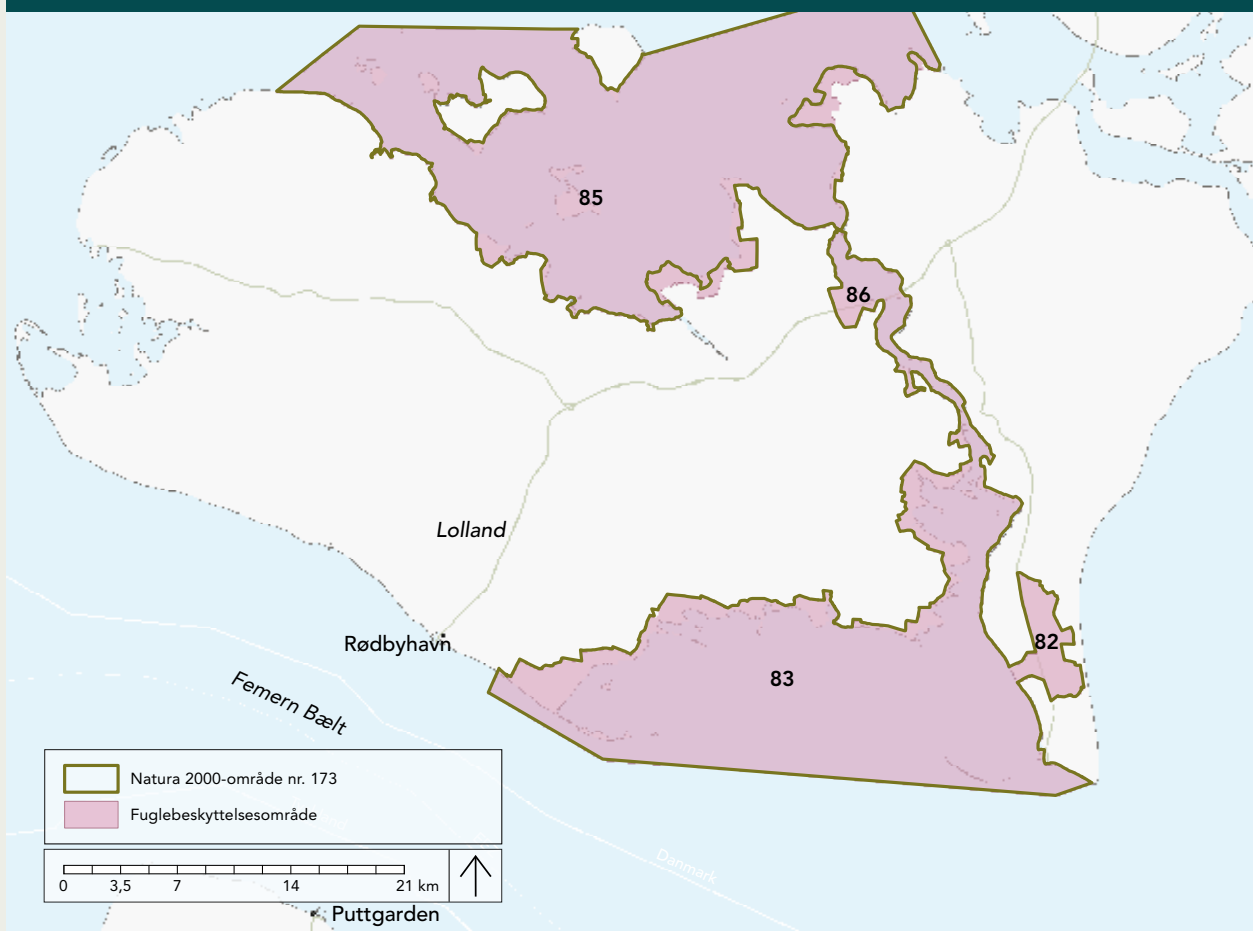 85
86
Lolland
Rødbyhavn
82
83
Femern Bælt
Natura 2000-område nr. 173
Fuglebeskyttelsesområde
Danmark
0 3,5 7 14 21 km
Puttgarden